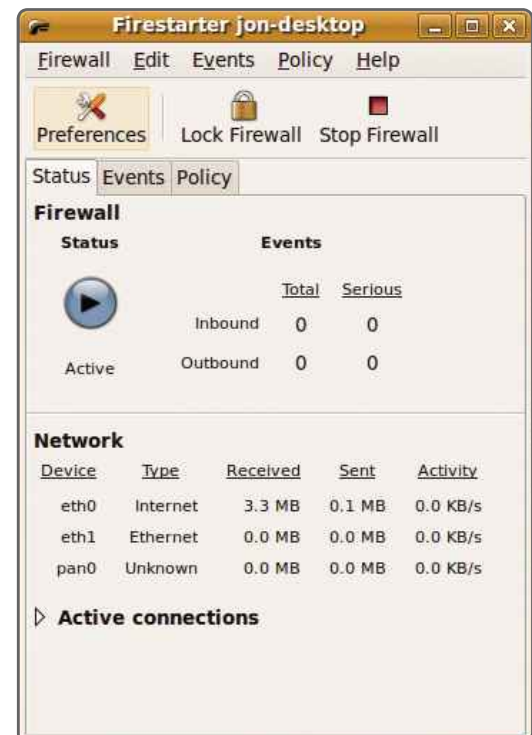 Firestarter jon-desktop
Firewall Edit Events Policy Help
Preferences Lock Firewall Stop Firewall
Status Events Policy
Firewall
Status Events
Total Serious
Inbound 0 0
Outbound 0 0
Active
Network
Device Type Received Sent Activity
eth0 Internet 3.3 MB 0.1 MB 0.0 KB/s
eth1 Ethernet 0.0 MB 0.0 MB 0.0 KB/s
pan0 Unknown 0.0 MB 0.0 MB 0.0 KB/s
Active connections